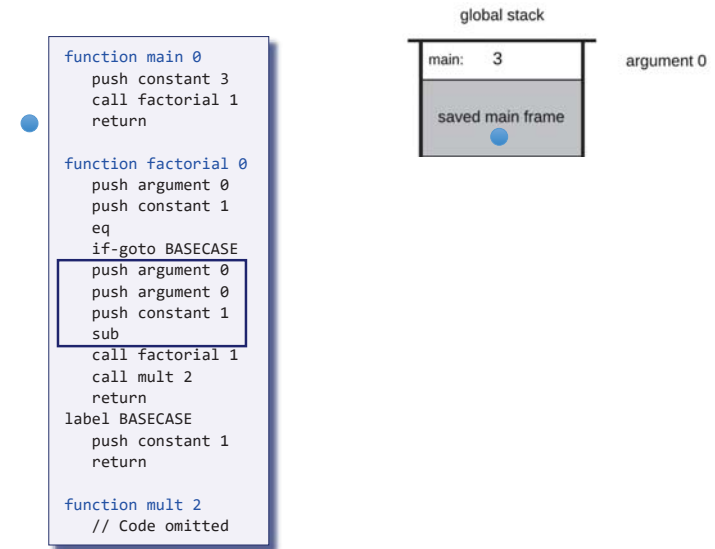 function main 0
push constant 3
call factorial 1
return
function factorial 0
push argument 0
push constant 1
eq
if-goto BASECASE
push argument 0
push argument 0
push constant 1
sub
call factorial 1
call mult 2
return
label BASECASE
push constant 1
return
function mult 2
// Code omitted
global stack
main: 3
argument 0
saved main frame